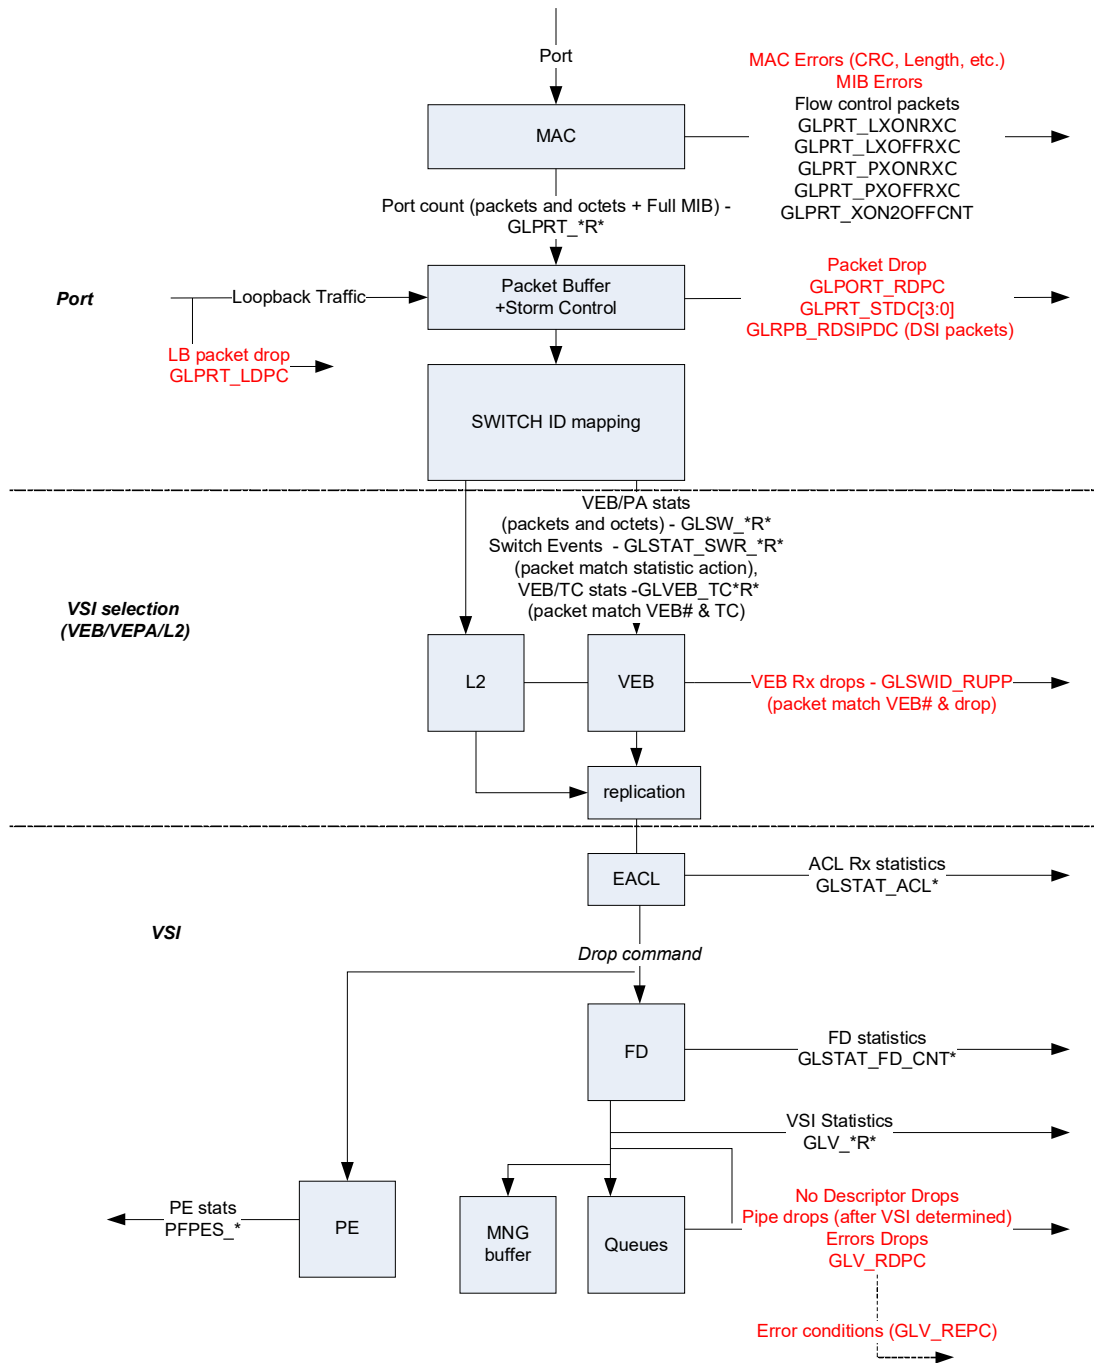 Port
MAC Errors (CRC, Length, etc.)
MIB Errors
Flow control packets
GLPRT_LXONRXC
GLPRT_LXOFFRXC
GLPRT_PXONRXC
GLPRT_PXOFFRXC
GLPRT_XON2OFFCNT
MAC
Port count (packets and octets + Full MIB) -
GLPRT_*R*
Port
Loopback Traffic
Packet Buffer
+Storm Control
Packet Drop
GLPORT_RDPC
GLPRT_STDC[3:0]
GLRPB_RDSIPDC (DSI packets)
LB packet drop
GLPRT_LDPC
SWITCH ID mapping
VEB/PA stats
(packets and octets) - GLSW_*R*
Switch Events - GLSTAT_SWR_*R*
(packet match statistic action),
VEB/TC stats -GLVEB_TC*R*
(packet match VEB# & TC)
VSI selection
(VEB/VEPA/L2)
L2
VEB
VEB Rx drops - GLSWID_RUPP
(packet match VEB# & drop)
replication
EACL
ACL Rx statistics
GLSTAT_ACL*
VSI
Drop command
FD
FD statistics
GLSTAT_FD_CNT*
VSI Statistics
GLV_*R*
PE stats
PFPES_*
PE
MNG
buffer
Queues
No Descriptor Drops
Pipe drops (after VSI determined)
Errors Drops
GLV_RDPC
Error conditions (GLV_REPC)